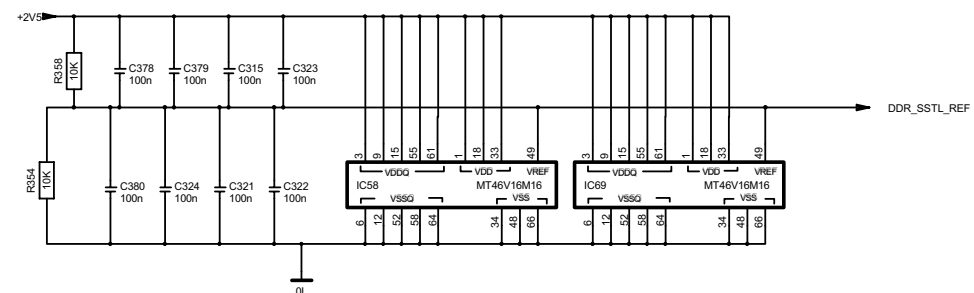 +2V5
R358
10K
C378
100n
C379
100n
C315
100n
C323
100n
DDR_SSTL_REF
R354
10K
C380
100n
C324
100n
C321
100n
C322
100n
3
9
15
55
61
1
18
33
49
VDDQ
VDD
VREF
IC58
MT46V16M16
VSSQ
VSS
6
12
52
58
64
34
48
66
3
9
15
55
61
1
18
33
49
VDDQ
VDD
VREF
IC69
MT46V16M16
VSSQ
VSS
6
12
52
58
64
34
48
66